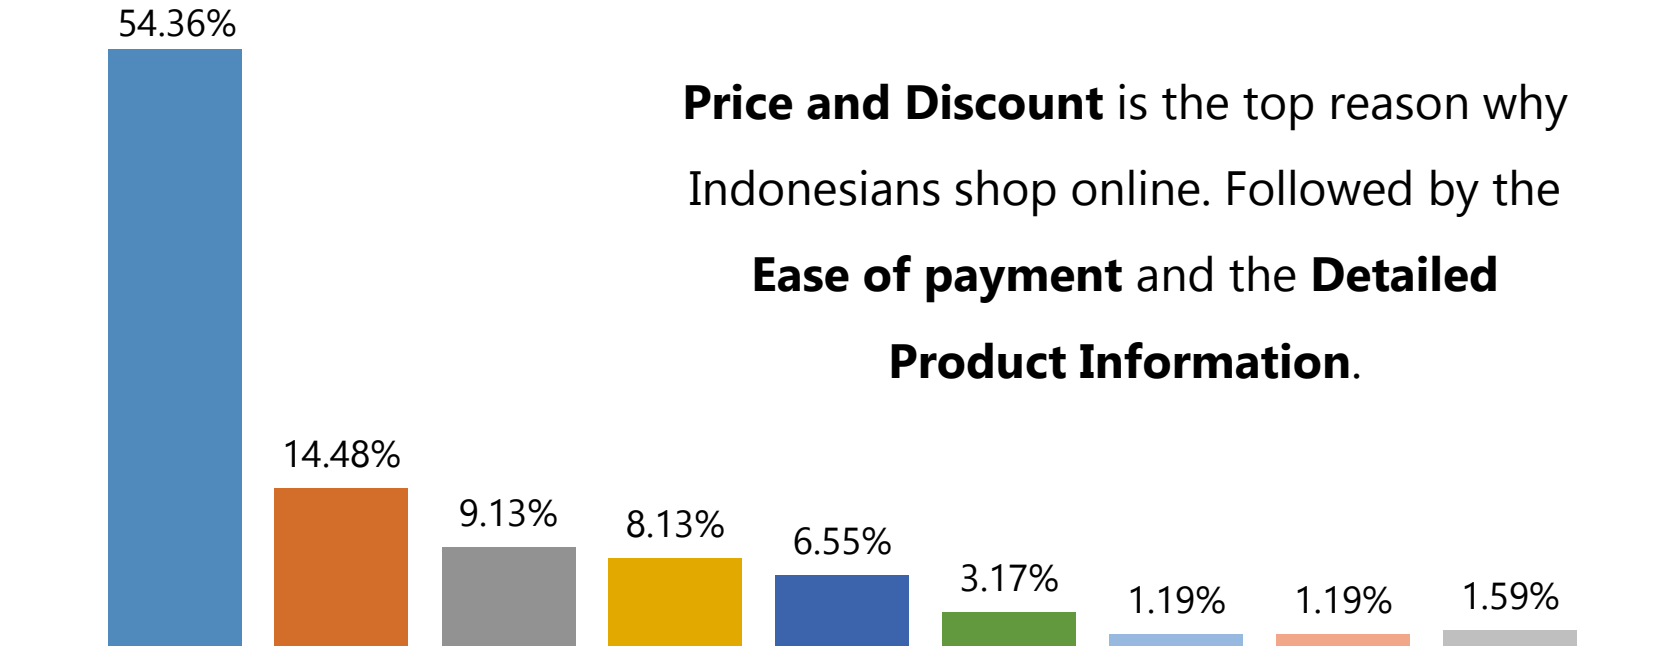 54.36%
Price and Discount is the top reason why
Indonesians shop online. Followed by the
Ease of payment and the Detailed
Product Information.
14.48%
9.13%
8.13%
6.55%
3.17%
1.19%
1.19%
1.59%